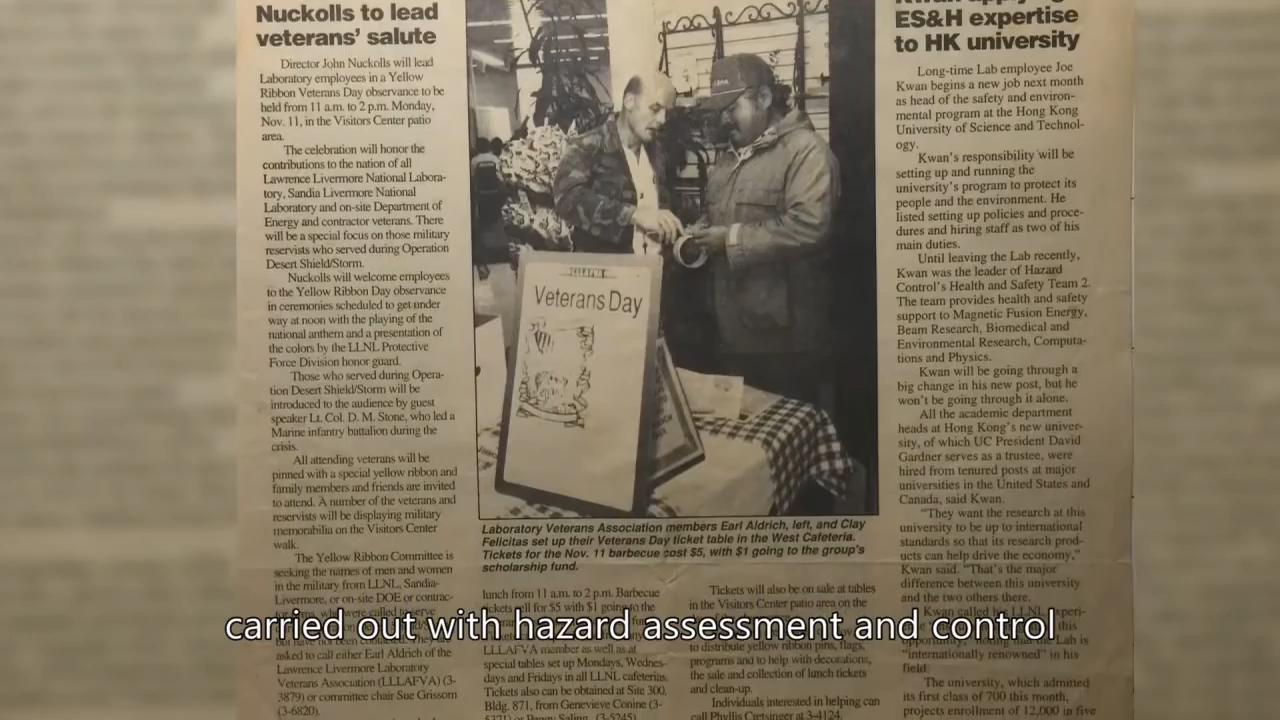 Nuckolls to lead
veterans' salute
Director John Nuckolls will lead
Laboratory employees in a Yellow
Ribbon Veterans Day observance to be
held from 11 a.m. to 2 p.m. Monday,
Nov. 11, in the Visitors Center patio
area.
The celebration will honor the
contributions to the nation of all
Lawrence Livermore National Labora-
tory, Sandia Livermore National
Laboratory and on-site Department of
Energy and contractor veterans. There
will be a special focus on those military
reservists who served during Operation
Desert Shield/Storm.
Nuckolls will welcome employees
to the Yellow Ribbon Day observance
in ceremonies scheduled to get under
way at noon with the playing of the
national anthem and a presentation of
the colors by the LLNL Protective
Force Division honor guard.
Those who served during Opera-
tion Desert Shield/Storm will be
introduced to the audience by guest
speaker Lt. Col. D. M. Stone, who led a
Marine infantry battalion during the
crisis.
All attending veterans will be
pinned with a special yellow ribbon and
family members and friends are invited
to attend. A number of the veterans and
reservists will be displaying military
memorabilia on the Visitors Center
walk.
The Yellow Ribbon Committee is
seeking the names of men and women
in the military from LLNL, Sandia-
Livermore, or on-site DOE or contrac-
asked to call either Earl Aldrich of the
Lawrence Livermore Laboratory
Veterans Association (LLLAFVA) (3-
3879) or committee chair Sue Grissom
(3-6820).
Veterans Day
Laboratory Veterans Association members Earl Aldrich, left, and Clay
Felicitas set up their Veterans Day ticket table in the West Cafeteria.
Tickets for the Nov. 11 barbecue cost $5, with $1 going to the group's
scholarship fund.
lunch from 11 a.m. to 2 p.m. Barbecue
tickets sell for $5 with $1 going to the
LLLAFVA member as well as at
special tables set up Mondays, Wednes-
days and Fridays in all LLNL cafeterias.
Tickets also can be obtained at Site 300,
Bldg. 871, from Genevieve Conine (3-
5371) or Peggy Saling, (3-5245).
Tickets will also be on sale at tables
in the Visitors Center patio area on the
to distribute yellow ribbon pins, flags,
programs and to help with decorations,
the sale and collection of lunch tickets
and clean-up.
Individuals interested in helping can
call Phyllis Cretsinger at 3-4124.
Kwan applying
ES&H expertise
to HK university
Long-time Lab employee Joe
Kwan begins a new job next month
as head of the safety and environ-
mental program at the Hong Kong
University of Science and Technol-
ogy.
Kwan's responsibility will be
setting up and running the
university's program to protect its
people and the environment. He
listed setting up policies and proce-
dures and hiring staff as two of his
main duties.
Until leaving the Lab recently,
Kwan was the leader of Hazard
Control's Health and Safety Team 2.
The team provides health and safety
support to Magnetic Fusion Energy,
Beam Research, Biomedical and
Environmental Research, Computa-
tions and Physics.
Kwan will be going through a
big change in his new post, but he
won't be going through it alone.
All the academic department
heads at Hong Kong's new univer-
sity, of which UC President David
Gardner serves as a trustee, were
hired from tenured posts at major
universities in the United States and
Canada, said Kwan.
"They want the research at this
university to be up to international
standards so that its research prod-
ucts can help drive the economy,"
Kwan said. "That's the major
difference between this university
and the two others there.
Kwan called his LLNL experi-
"internationally renowned" in his
field.
The university, which admitted
its first class of 700 this month,
projects enrollment of 12,000 in five
carried out with hazard assessment and control